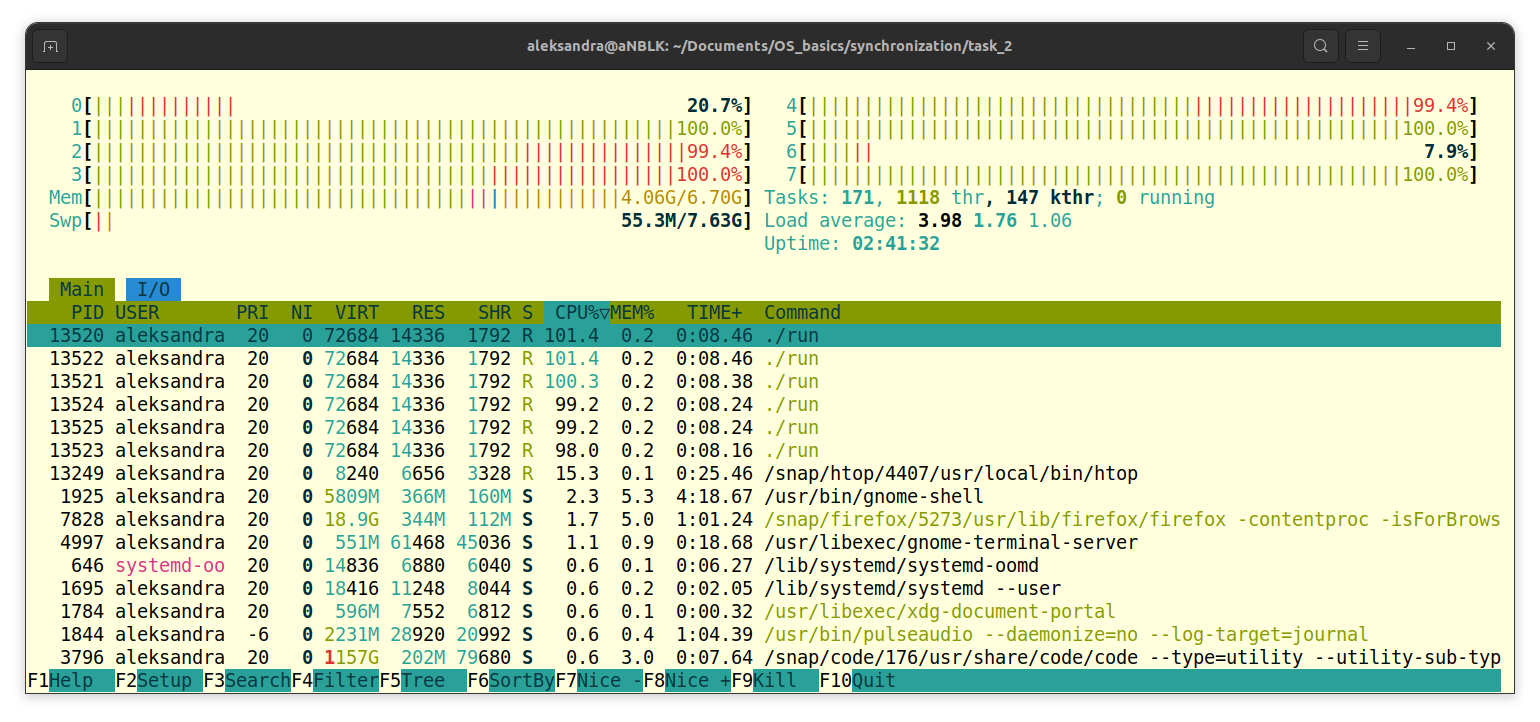 aleksandra@aNBLK: ~/Documents/OS_basics/synchronization/task_2
0[||||||||||||| 20.7%] 4[|||||||||||||||||||||||||||||||||||||||||||||||||||||||99.4%]
1[|||||||||||||||||||||||||||||||||||||||||||||||||||||100.0%] 5[||||||||||||||||||||||||||||||||||||||||||||||||||||||100.0%]
2[||||||||||||||||||||||||||||||||||||||||||||||||||||||99.4%] 6[|||||| 7.9%]
3[|||||||||||||||||||||||||||||||||||||||||||||||||||||100.0%] 7[||||||||||||||||||||||||||||||||||||||||||||||||||||||100.0%]
Mem[||||||||||||||||||||||||||||||||||||||||||||||||4.06G/6.70G] Tasks: 171, 1118 thr, 147 kthr; 0 running
Swp[|| 55.3M/7.63G] Load average: 3.98 1.76 1.06
Uptime: 02:41:32
Main I/O
PID USER PRI NI VIRT RES SHR S CPU%▽MEM% TIME+ Command
13520 aleksandra 20 0 72684 14336 1792 R 101.4 0.2 0:08.46 ./run
13522 aleksandra 20 0 72684 14336 1792 R 101.4 0.2 0:08.46 ./run
13521 aleksandra 20 0 72684 14336 1792 R 100.3 0.2 0:08.38 ./run
13524 aleksandra 20 0 72684 14336 1792 R 99.2 0.2 0:08.24 ./run
13525 aleksandra 20 0 72684 14336 1792 R 99.2 0.2 0:08.24 ./run
13523 aleksandra 20 0 72684 14336 1792 R 98.0 0.2 0:08.16 ./run
13249 aleksandra 20 0 8240 6656 3328 R 15.3 0.1 0:25.46 /snap/htop/4407/usr/local/bin/htop
1925 aleksandra 20 0 5809M 366M 160M S 2.3 5.3 4:18.67 /usr/bin/gnome-shell
7828 aleksandra 20 0 18.9G 344M 112M S 1.7 5.0 1:01.24 /snap/firefox/5273/usr/lib/firefox/firefox -contentproc -isForBrows
4997 aleksandra 20 0 551M 61468 45036 S 1.1 0.9 0:18.68 /usr/libexec/gnome-terminal-server
646 systemd-oo 20 0 14836 6880 6040 S 0.6 0.1 0:06.27 /lib/systemd/systemd-oomd
1695 aleksandra 20 0 18416 11248 8044 S 0.6 0.2 0:02.05 /lib/systemd/systemd --user
1784 aleksandra 20 0 596M 7552 6812 S 0.6 0.1 0:00.32 /usr/libexec/xdg-document-portal
1844 aleksandra -6 0 2231M 28920 20992 S 0.6 0.4 1:04.39 /usr/bin/pulseaudio --daemonize=no --log-target=journal
3796 aleksandra 20 0 1157G 202M 79680 S 0.6 3.0 0:07.64 /snap/code/176/usr/share/code/code --type=utility --utility-sub-typ
F1Help F2Setup F3SearchF4FilterF5Tree F6SortByF7Nice -F8Nice +F9Kill F10Quit